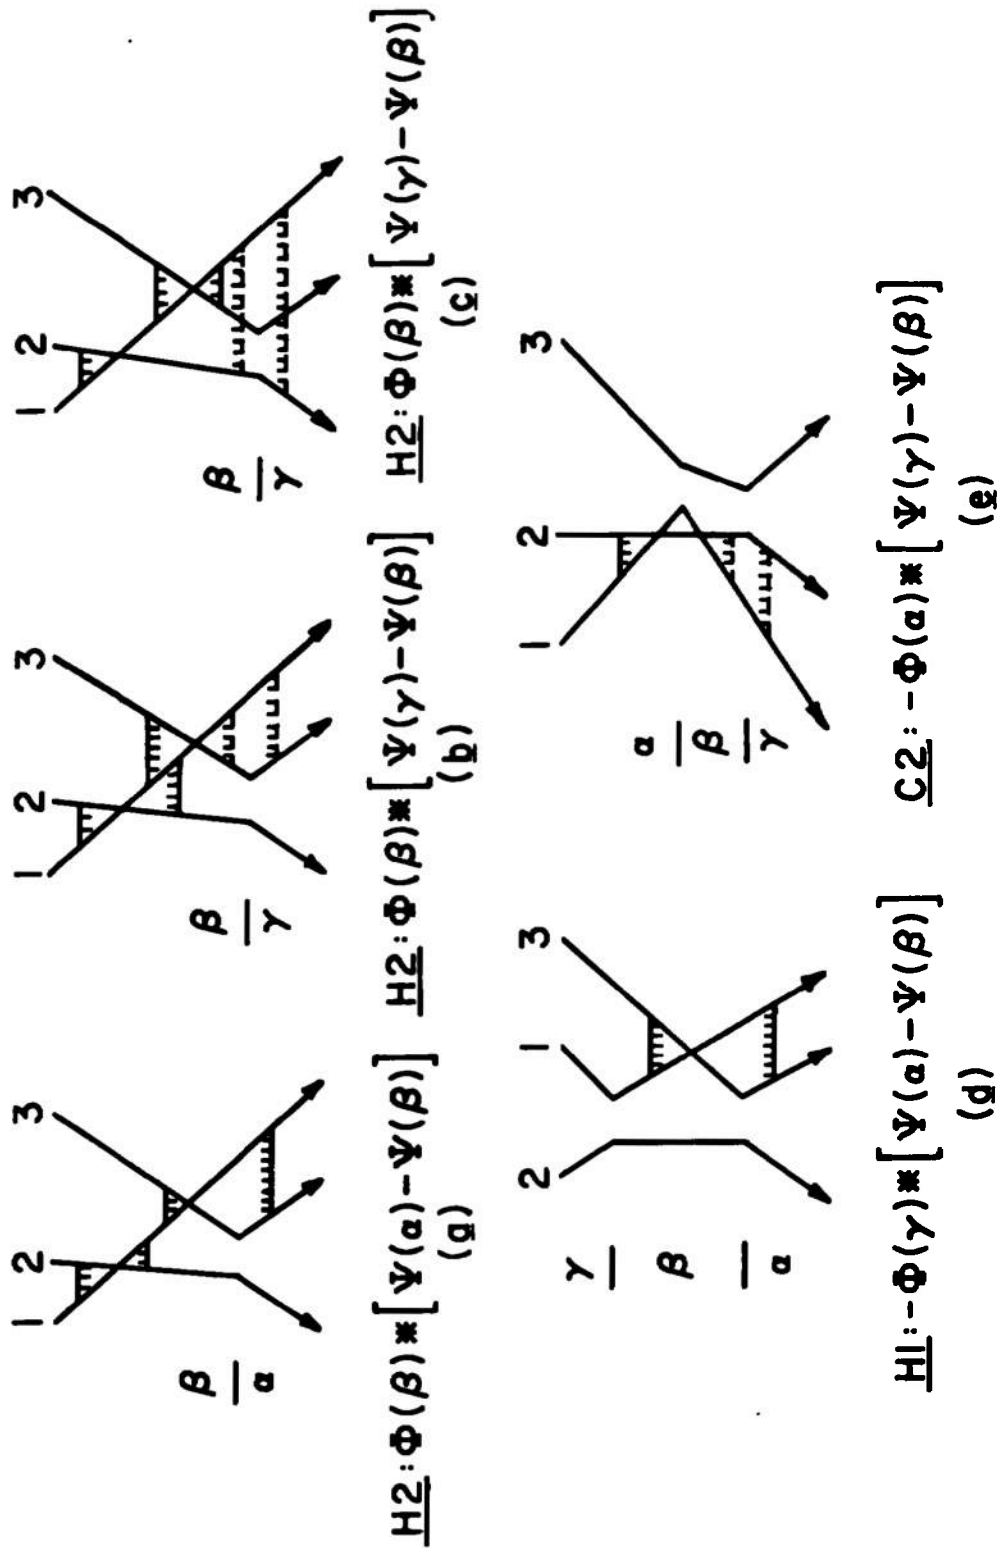 1 2 3
β
α
H2: Φ(β)*[Ψ(α)-Ψ(β)]
(a)
1 2 3
β
γ
H2: Φ(β)*[Ψ(γ)-Ψ(β)]
(b)
1 2 3
β
γ
H2: Φ(β)*[Ψ(γ)-Ψ(β)]
(c)
2 1 3
γ
β
α
H1: -Φ(γ)*[Ψ(α)-Ψ(β)]
(d)
1 2 3
α
β
γ
C2: -Φ(α)*[Ψ(γ)-Ψ(β)]
(e)